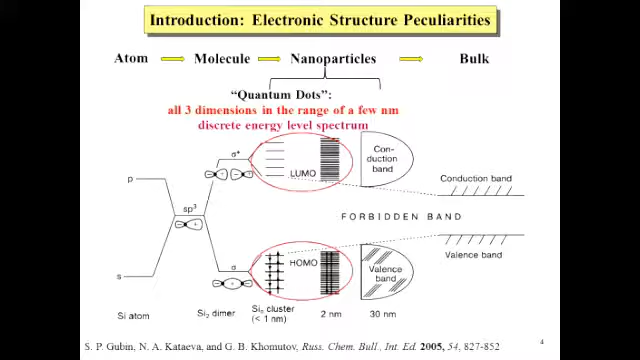 Introduction: Electronic Structure Peculiarities
Atom Molecule Nanoparticles Bulk
“Quantum Dots”:
all 3 dimensions in the range of a few nm
discrete energy level spectrum
σ*
Con-
duction
band
LUMO
Conduction band
p
sp³
FORBIDDEN BAND
HOMO
Valence
band
Valence band
σ
s
Si atom
Si₂ dimer
Siₙ cluster
(< 1 nm)
2 nm
30 nm
S. P. Gubin, N. A. Kataeva, and G. B. Khomutov, Russ. Chem. Bull., Int. Ed. 2005, 54, 827-852
4